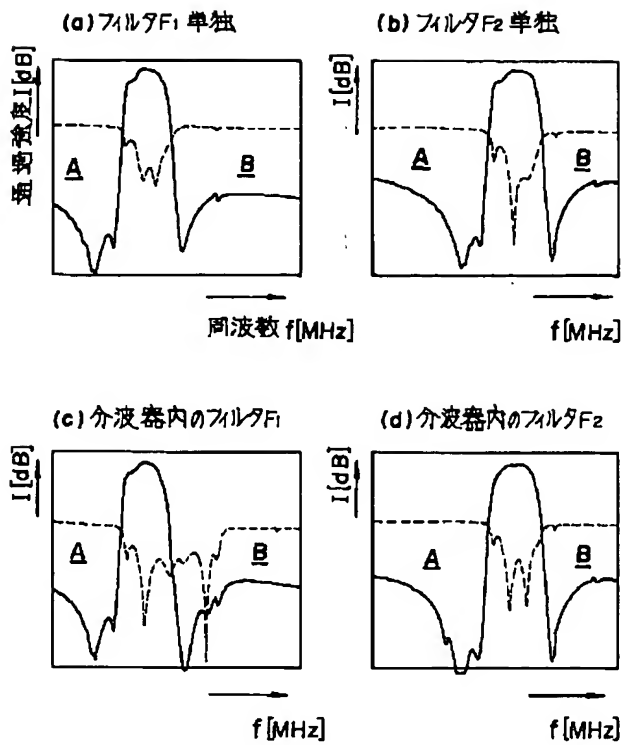 (a)フィルタF₁単独
(b)フィルタF₂単独
通過強度I[dB]
I[dB]
A
B
A
B
周波数 f[MHz]
f[MHz]
(c)分波器内のフィルタF₁
(d)分波器内のフィルタF₂
I[dB]
I[dB]
A
B
A
B
f[MHz]
f[MHz]